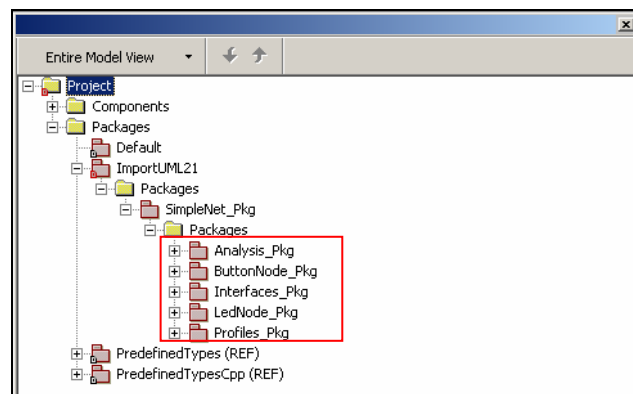 Entire Model View
Project
Components
Packages
Default
ImportUML21
Packages
SimpleNet_Pkg
Packages
Analysis_Pkg
ButtonNode_Pkg
Interfaces_Pkg
LedNode_Pkg
Profiles_Pkg
PredefinedTypes (REF)
PredefinedTypesCpp (REF)